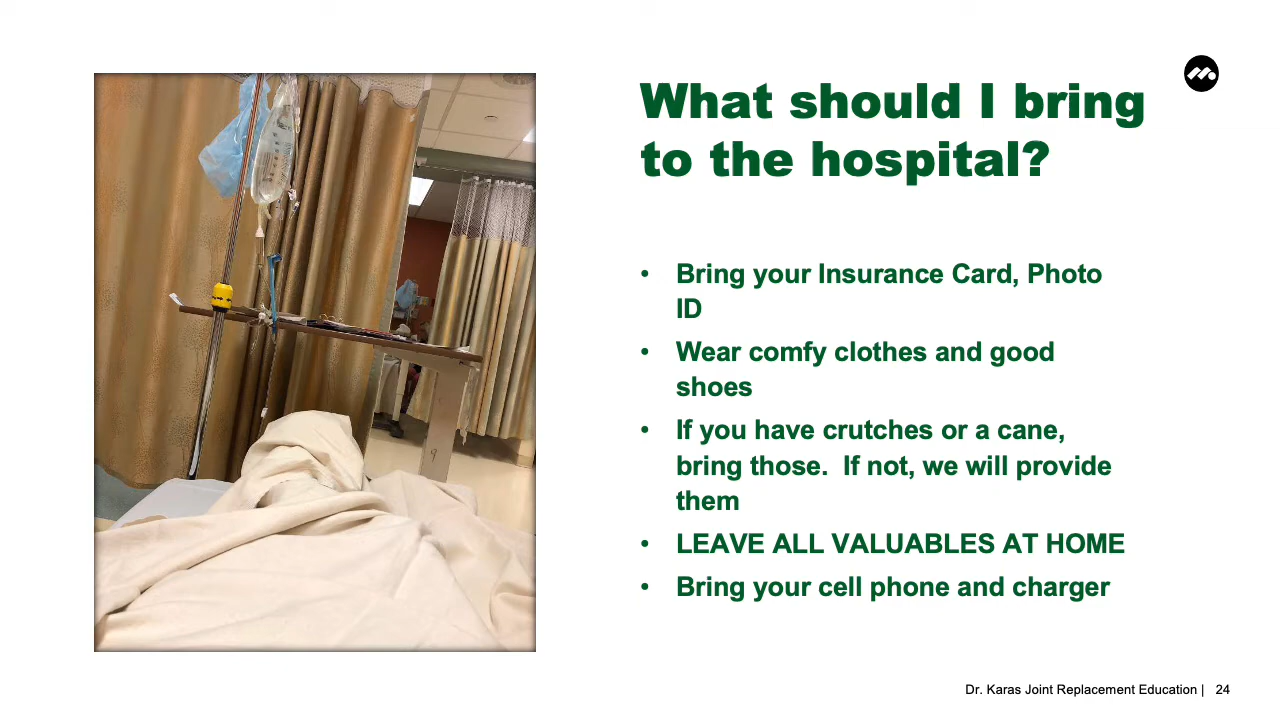 What should I bring
to the hospital?
• Bring your Insurance Card, Photo
ID
• Wear comfy clothes and good
shoes
• If you have crutches or a cane,
bring those.  If not, we will provide
them
• LEAVE ALL VALUABLES AT HOME
• Bring your cell phone and charger
Dr. Karas Joint Replacement Education |   24